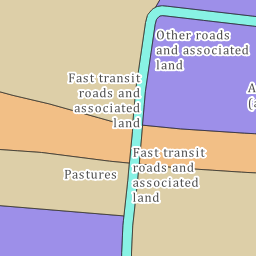 Other roads
and associated
land
Fast transit
roads and
associated
land
A
(a
Fast transit
roads and
associated
land
Pastures